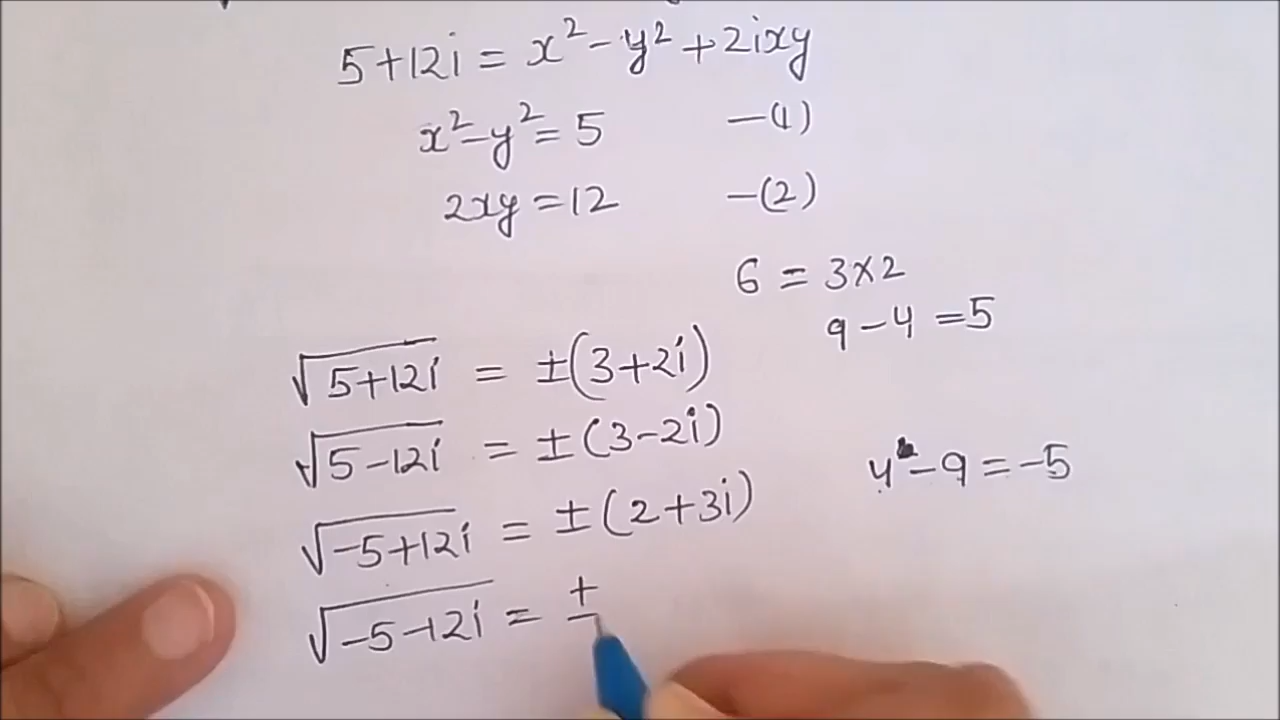 5+12i = x²-y²+2ixy
x²-y² = 5 -(1)
2xy = 12 -(2)
6 = 3×2
9-4 = 5
√5+12i = ±(3+2i)
√5-12i = ±(3-2i)
4-9 = -5
√-5+12i = ±(2+3i)
√-5-12i = ±